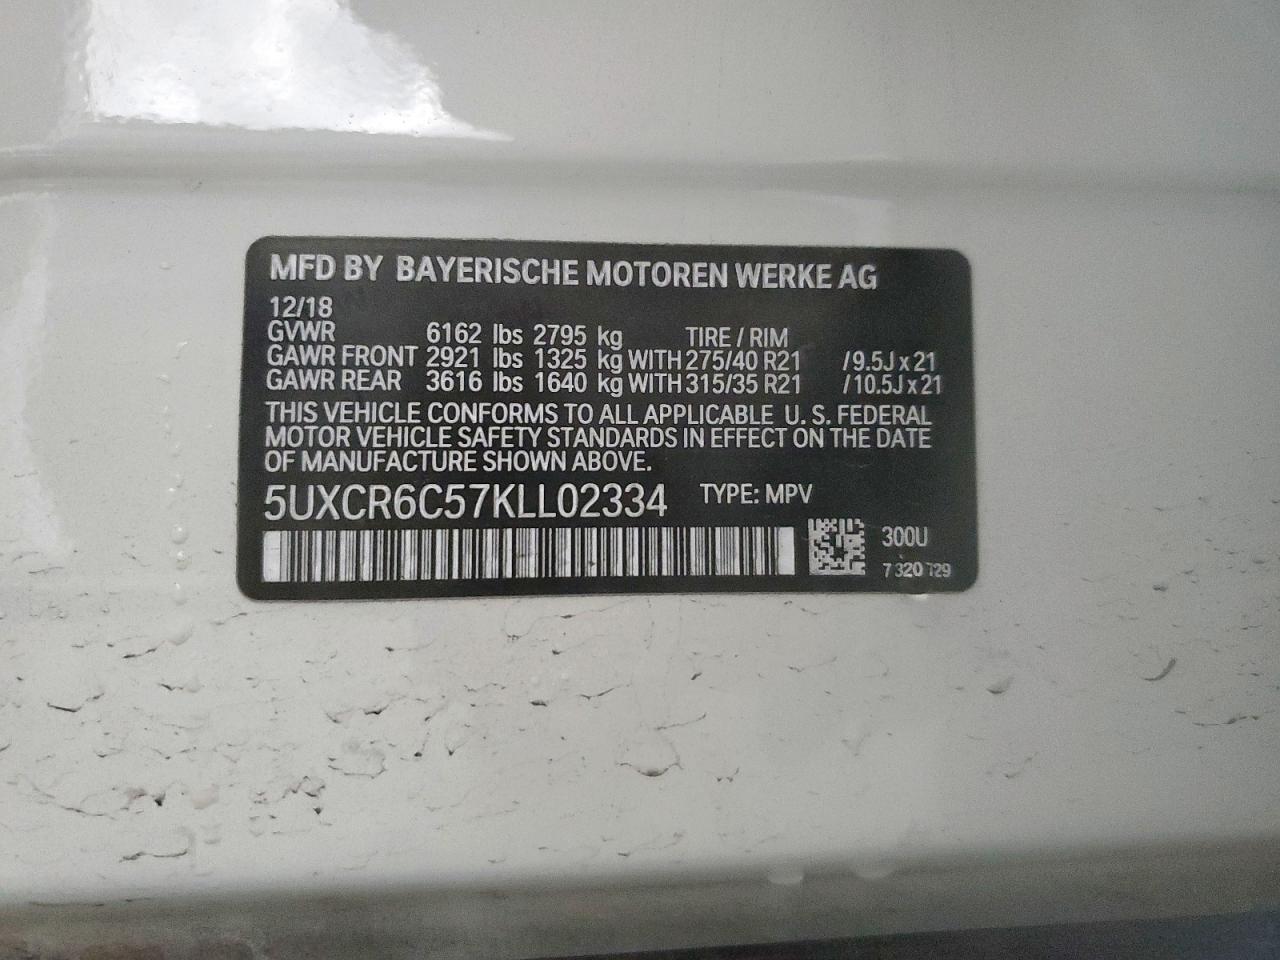 MFD BY BAYERISCHE MOTOREN WERKE AG
12/18
GVWR 6162 lbs 2795 kg TIRE / RIM
GAWR FRONT 2921 lbs 1325 kg WITH 275/40 R21 /9.5J x 21
GAWR REAR 3616 lbs 1640 kg WITH 315/35 R21 /10.5J x 21
THIS VEHICLE CONFORMS TO ALL APPLICABLE U. S. FEDERAL
MOTOR VEHICLE SAFETY STANDARDS IN EFFECT ON THE DATE
OF MANUFACTURE SHOWN ABOVE.
5UXCR6C57KLL02334 TYPE: MPV
300U
7 320 729